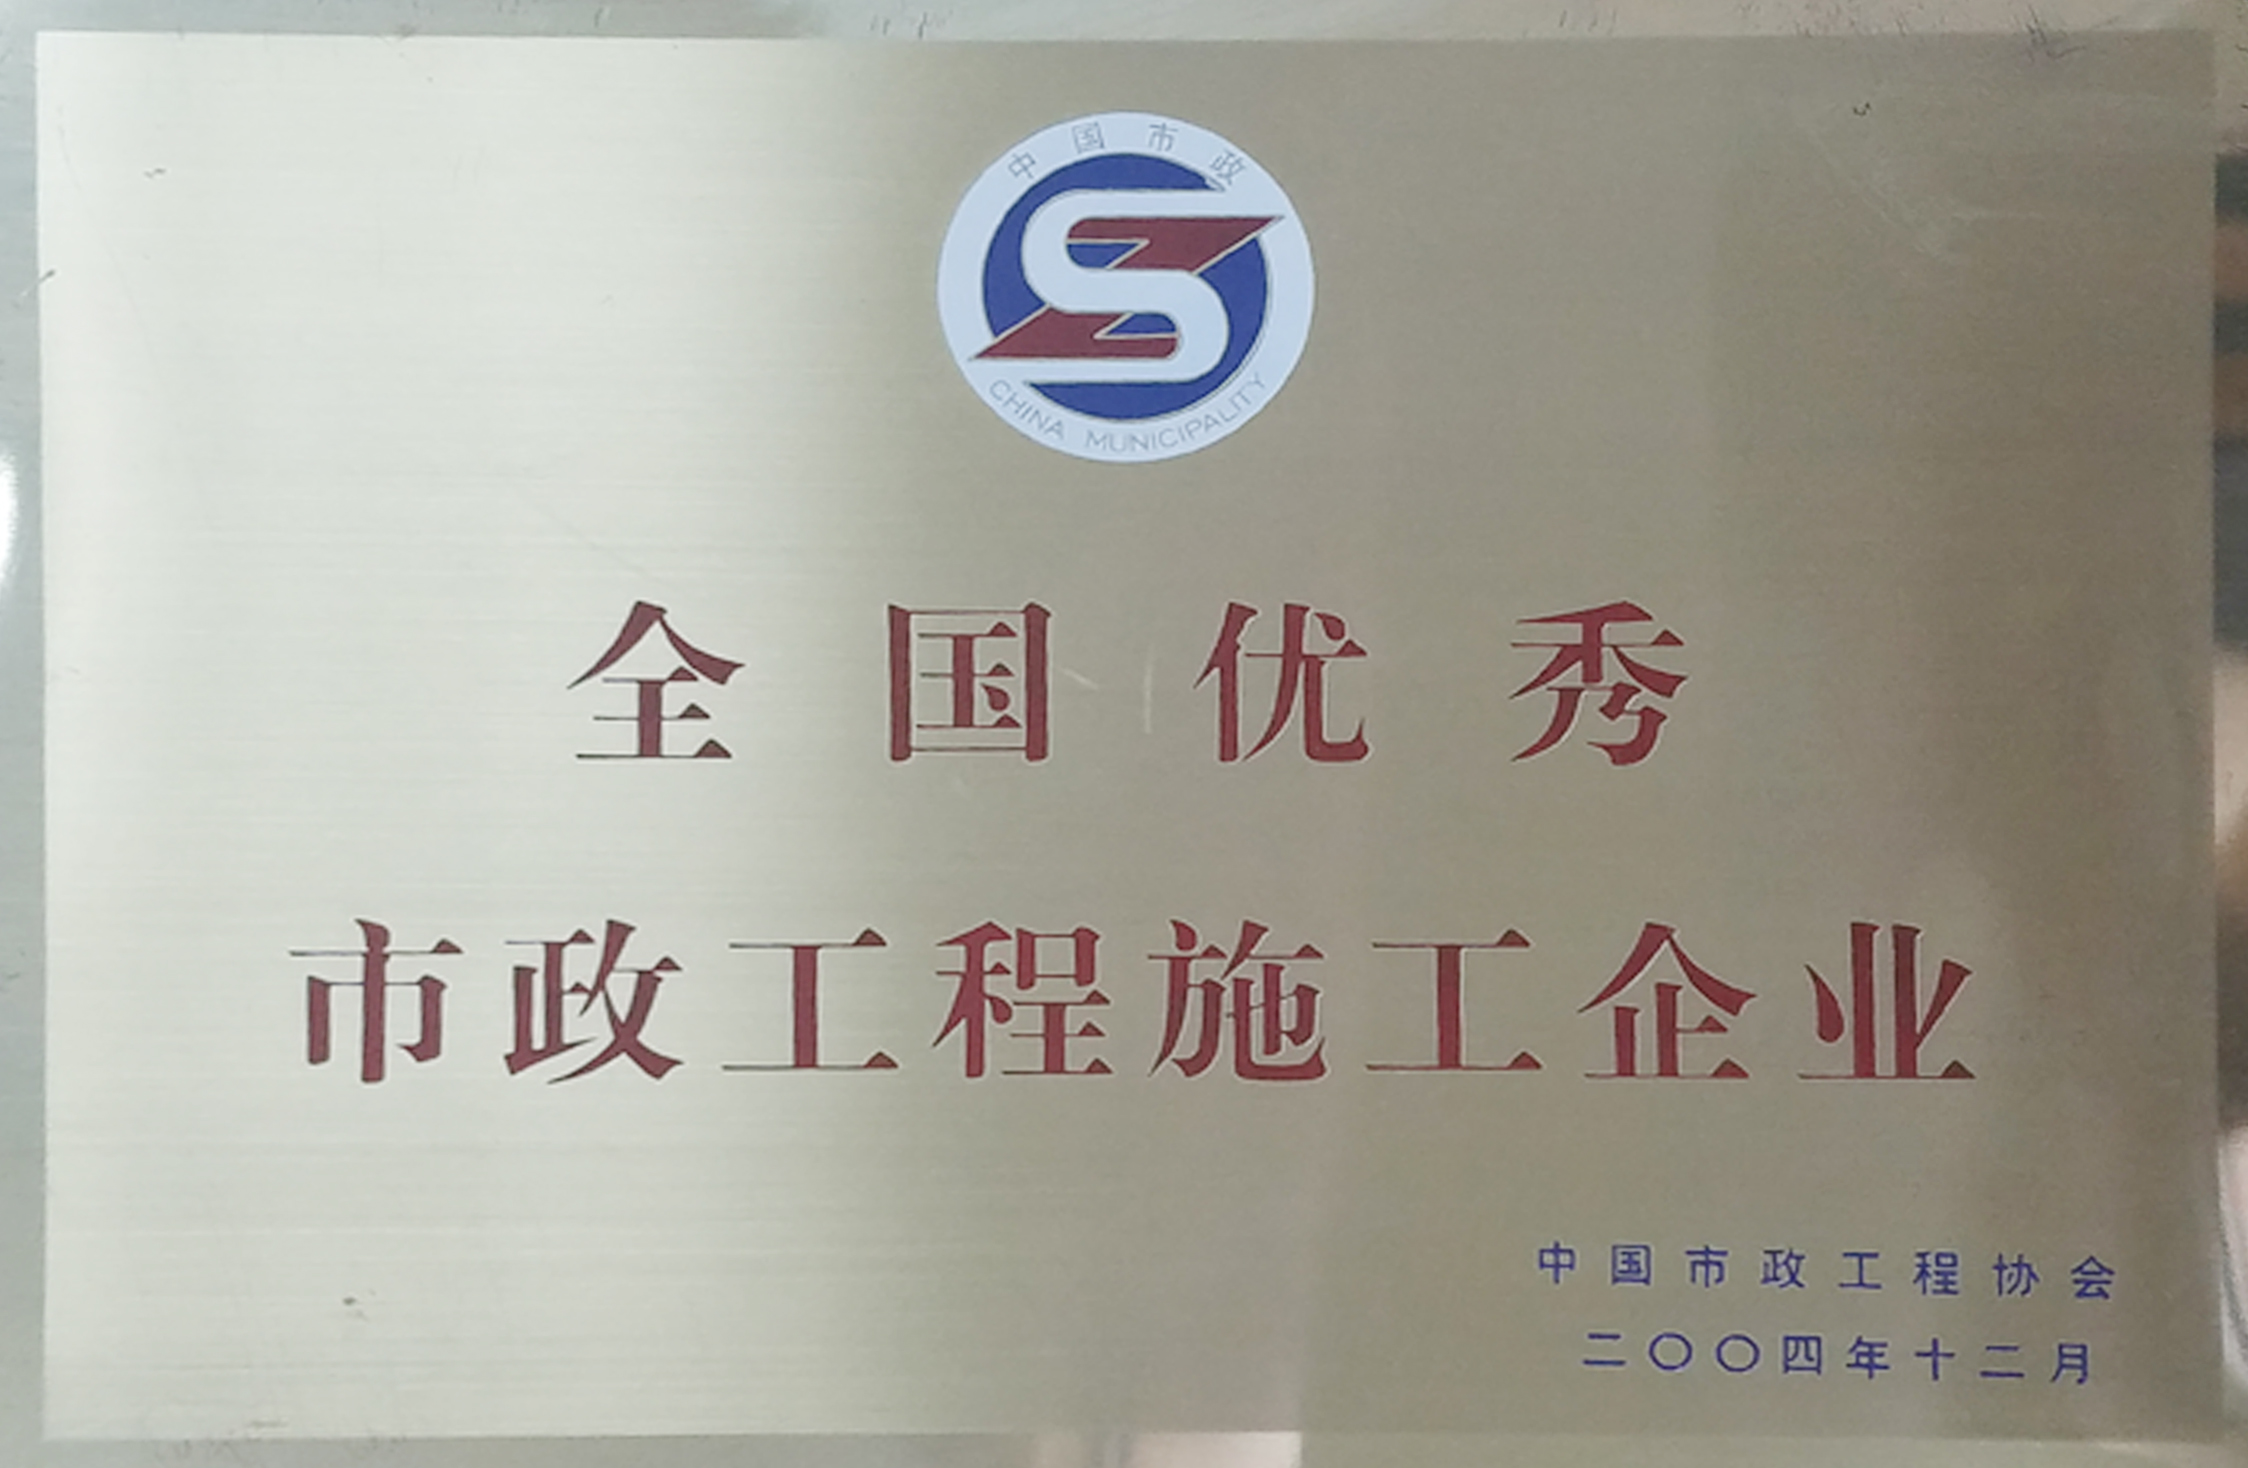 中国市政
CHINA MUNICIPALITY
全国优秀
市政工程施工企业
中国市政工程协会
二〇〇四年十二月